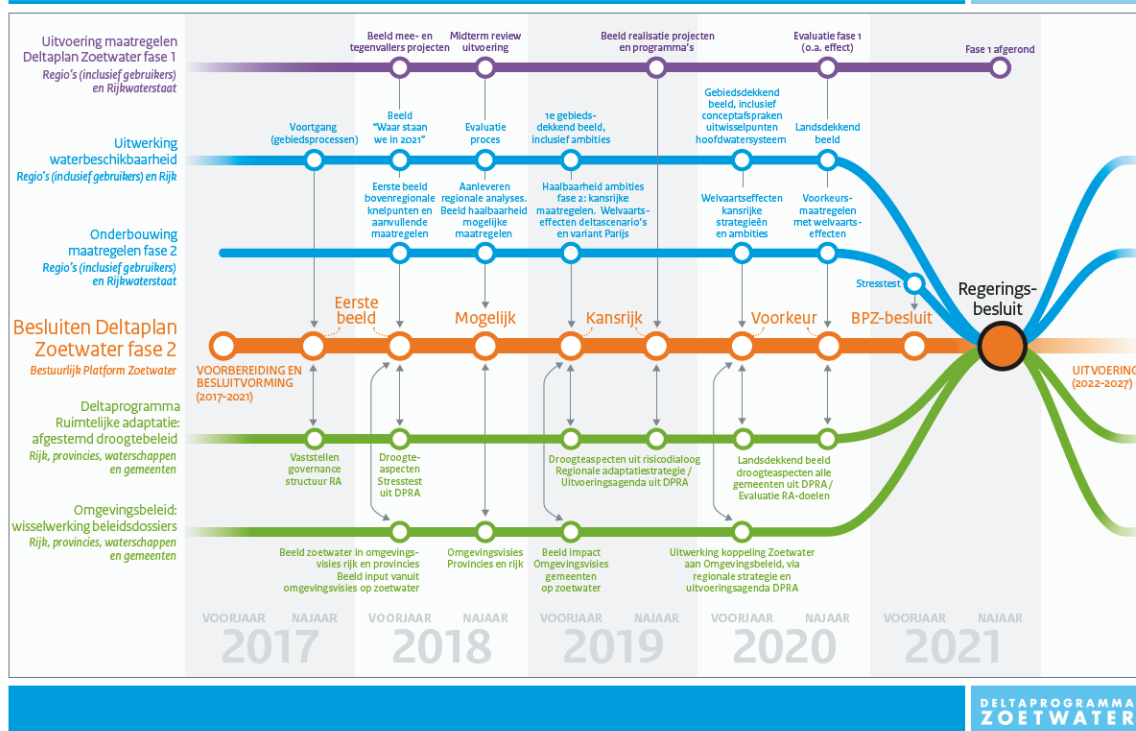 Uitvoering maatregelen
Deltaplan Zoetwater fase 1
Regio's (inclusief gebruikers)
en Rijkwaterstaat
Beeld mee- en
tegenvallers projecten
Midterm review
uitvoering
Beeld realisatie projecten
en programma's
Evaluatie fase 1
(o.a. effect)
Fase 1 afgerond
Uitwerking
waterbeschikbaarheid
Regio's (inclusief gebruikers) en Rijk
Voortgang
(gebiedsprocessen)
Beeld
"Waar staan
we in 2021"
Evaluatie
proces
1e gebieds-
dekkend beeld,
inclusief ambities
Gebiedsdekkend
beeld, inclusief
conceptafspraken
uitwisselpunten
hoofdwatersysteem
Landsdekkend
beeld
Onderbouwing
maatregelen fase 2
Regio's (inclusief gebruikers)
en Rijkwaterstaat
Eerste beeld
bovenregionale
knelpunten en
aanvullende
maatregelen
Aanleveren
regionale analyses.
Beeld haalbaarheid
mogelijke
maatregelen
Haalbaarheid ambities
fase 2: kansrijke
maatregelen. Welvaarts-
effecten deltascenario's
en variant Parijs
Welvaartseffecten
kansrijke
strategieën
en ambities
Voorkeurs-
maatregelen
met welvaarts-
effecten
Stresstest
Besluiten Deltaplan
Zoetwater fase 2
Bestuurlijk Platform Zoetwater
Eerste
beeld
Mogelijk
Kansrijk
Voorkeur
BPZ-besluit
Regerings-
besluit
VOORBEREIDING EN
BESLUITVORMING
(2017-2021)
UITVOERING
(2022-2027)
Deltaprogramma
Ruimtelijke adaptatie:
afgestemd droogtebeleid
Rijk, provincies, waterschappen
en gemeenten
Vaststellen
governance
structuur RA
Droogte-
aspecten
Stresstest
uit DPRA
Droogteaspecten uit risicodialoog
Regionale adaptatiestrategie /
Uitvoeringsagenda uit DPRA
Landsdekkend beeld
droogteaspecten alle
gemeenten uit DPRA /
Evaluatie RA-doelen
Omgevingsbeleid:
wisselwerking beleidsdossiers
Rijk, provincies, waterschappen
en gemeenten
Beeld zoetwater in omgevings-
visies rijk en provincies
Beeld input vanuit
omgevingsvisies op zoetwater
Omgevingsvisies
Provincies en rijk
Beeld impact
Omgevingsvisies
gemeenten
op zoetwater
Uitwerking koppeling Zoetwater
aan Omgevingsbeleid, via
regionale strategie en
uitvoeringsagenda DPRA
VOORJAAR NAJAAR VOORJAAR NAJAAR VOORJAAR NAJAAR VOORJAAR NAJAAR VOORJAAR NAJAAR
2017 2018 2019 2020 2021
DELTAPROGRAMMA
ZOETWATER